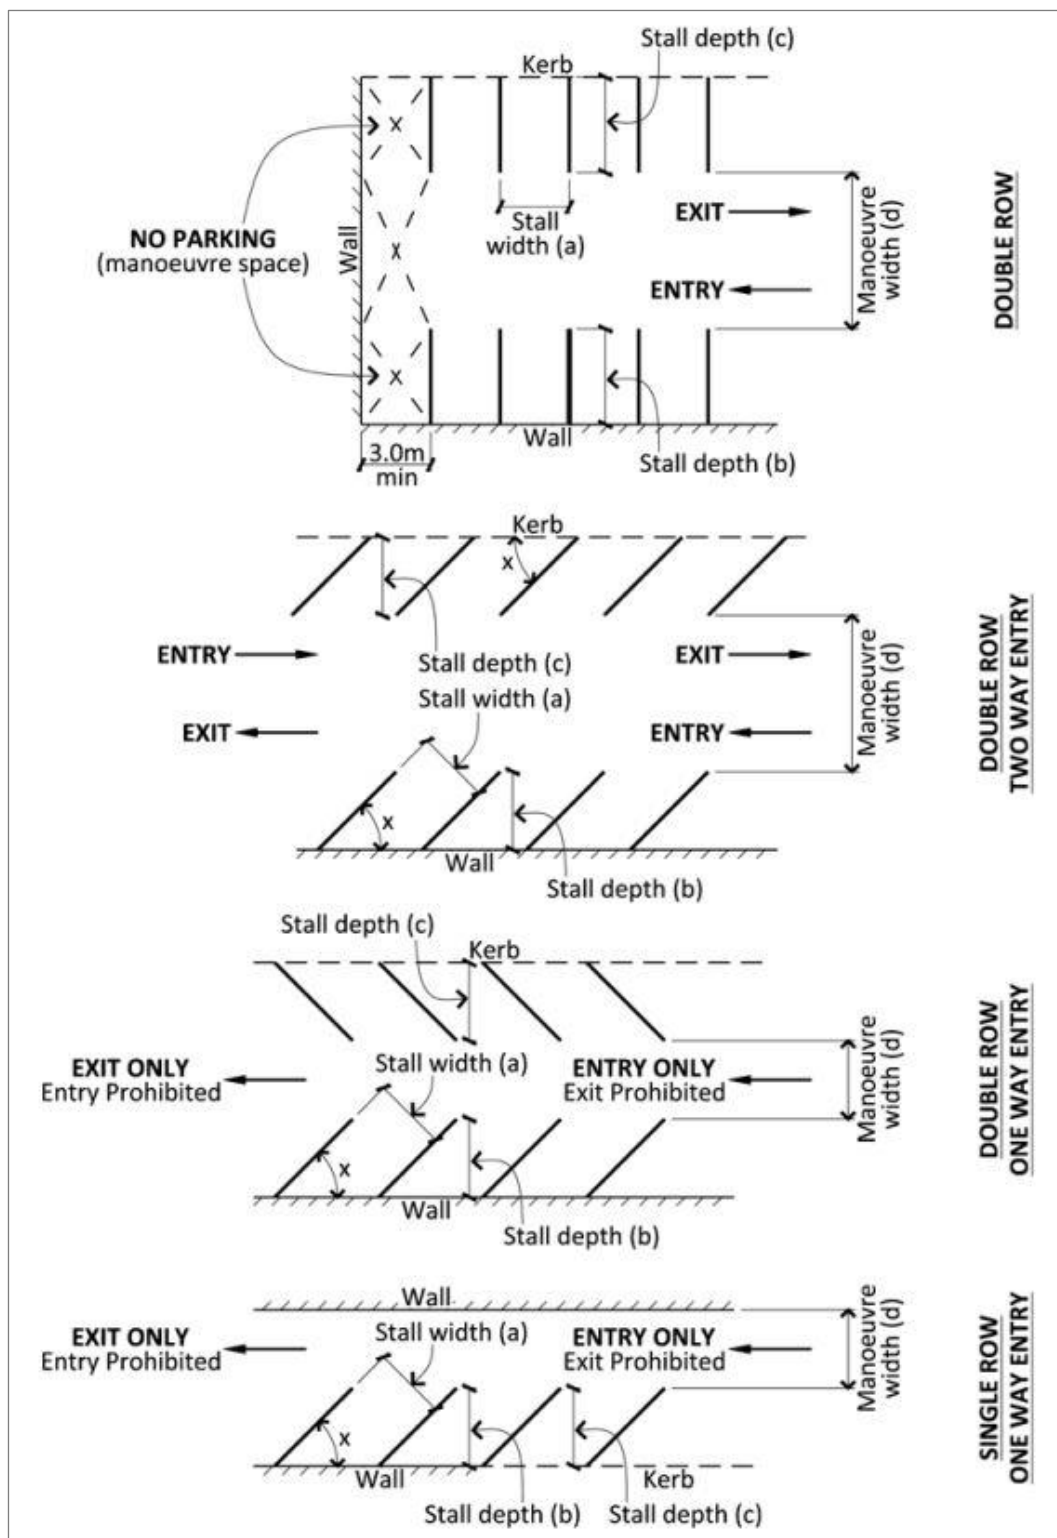 Stall depth (c)
Kerb
x
NO PARKING
(manoeuvre space)
Wall
x
Stall
width (a)
EXIT
ENTRY
Manoeuvre
width (d)
DOUBLE ROW
x
Wall
3.0m
min
Stall depth (b)
Kerb
x
ENTRY
Stall depth (c)
EXIT
Stall width (a)
EXIT
ENTRY
Manoeuvre
width (d)
DOUBLE ROW
TWO WAY ENTRY
x
Wall
Stall depth (b)
Stall depth (c)
Kerb
EXIT ONLY
Entry Prohibited
Stall width (a)
ENTRY ONLY
Exit Prohibited
Manoeuvre
width (d)
DOUBLE ROW
ONE WAY ENTRY
x
Wall
Stall depth (b)
Wall
EXIT ONLY
Entry Prohibited
Stall width (a)
ENTRY ONLY
Exit Prohibited
Manoeuvre
width (d)
SINGLE ROW
ONE WAY ENTRY
x
Wall
Kerb
Stall depth (b)
Stall depth (c)